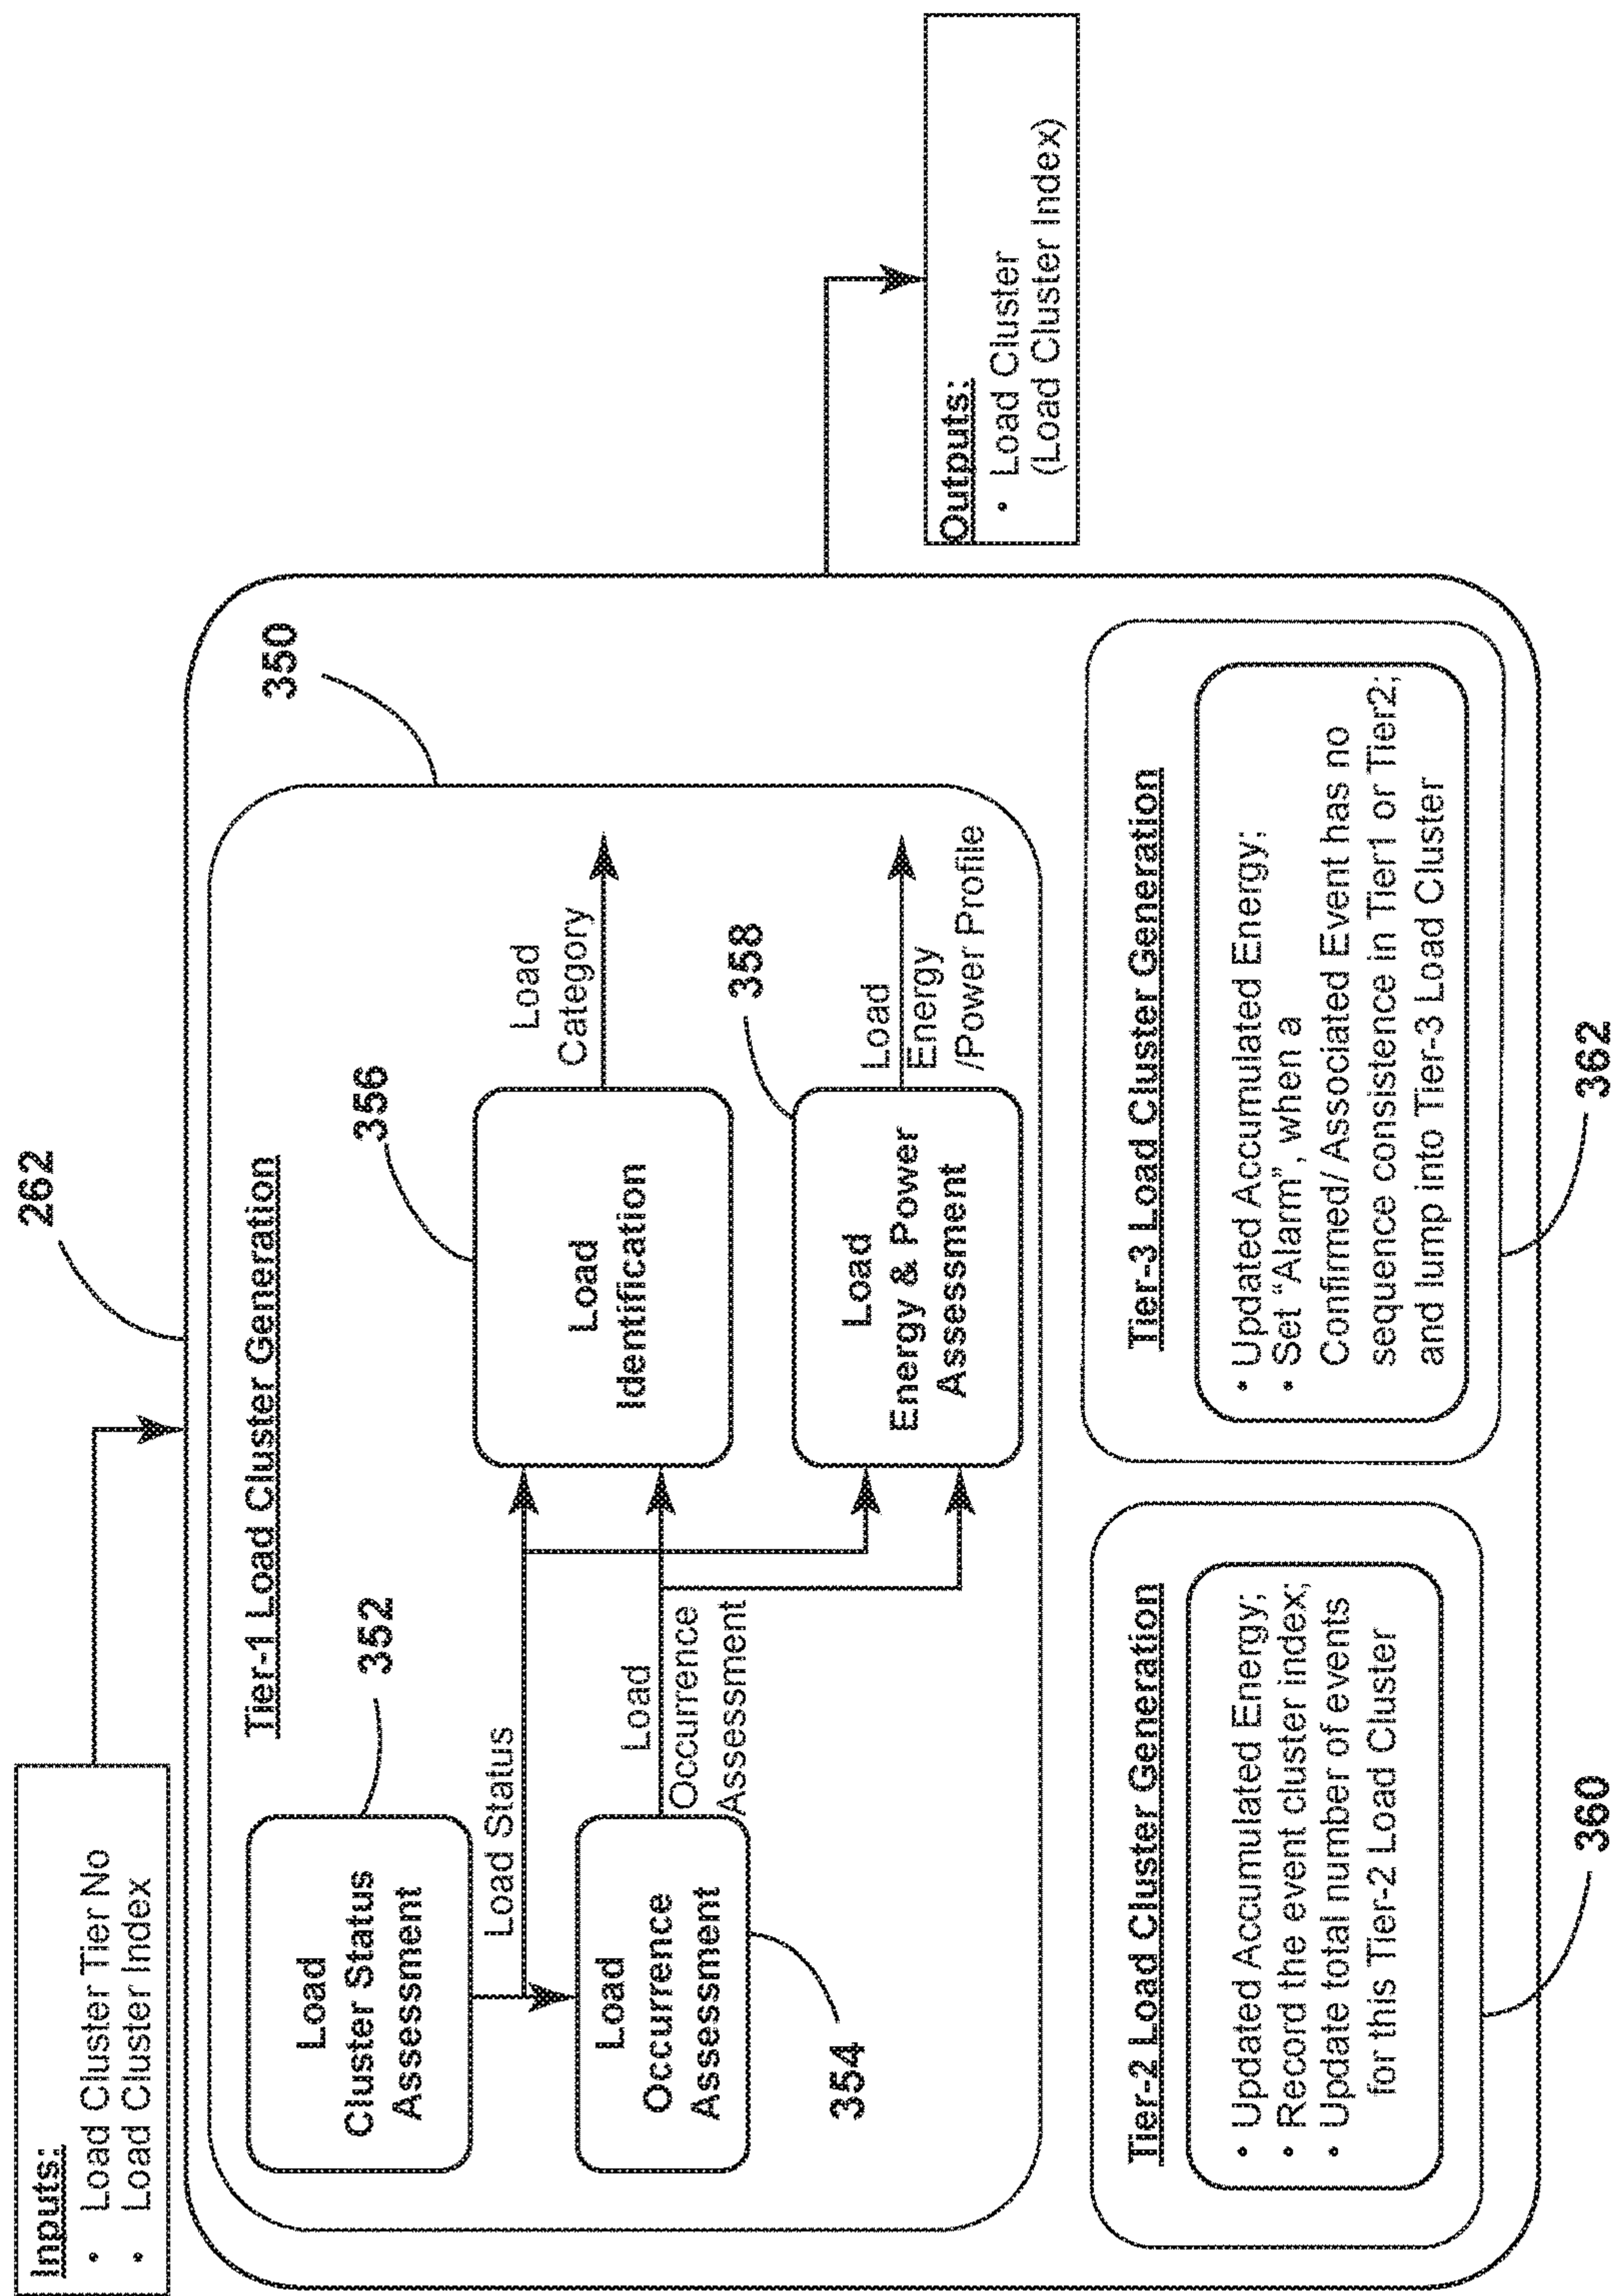 Inputs:
• Load Cluster Tier No
• Load Cluster Index
262
350
Tier-1 Load Cluster Generation
352
Load
Cluster Status
Assessment
Load Status
354
Load
Occurrence
Assessment
Load
Occurrence
Assessment
356
Load
Identification
Load
Category
358
Load
Energy & Power
Assessment
Load
Energy
/Power Profile
Tier-2 Load Cluster Generation
• Updated Accumulated Energy;
• Record the event cluster index;
• Update total number of events
for this Tier-2 Load Cluster
360
Tier-3 Load Cluster Generation
• Updated Accumulated Energy;
• Set “Alarm”, when a
Confirmed/ Associated Event has no
sequence consistence in Tier1 or Tier2;
and lump into Tier-3 Load Cluster
362
Outputs:
• Load Cluster
(Load Cluster Index)